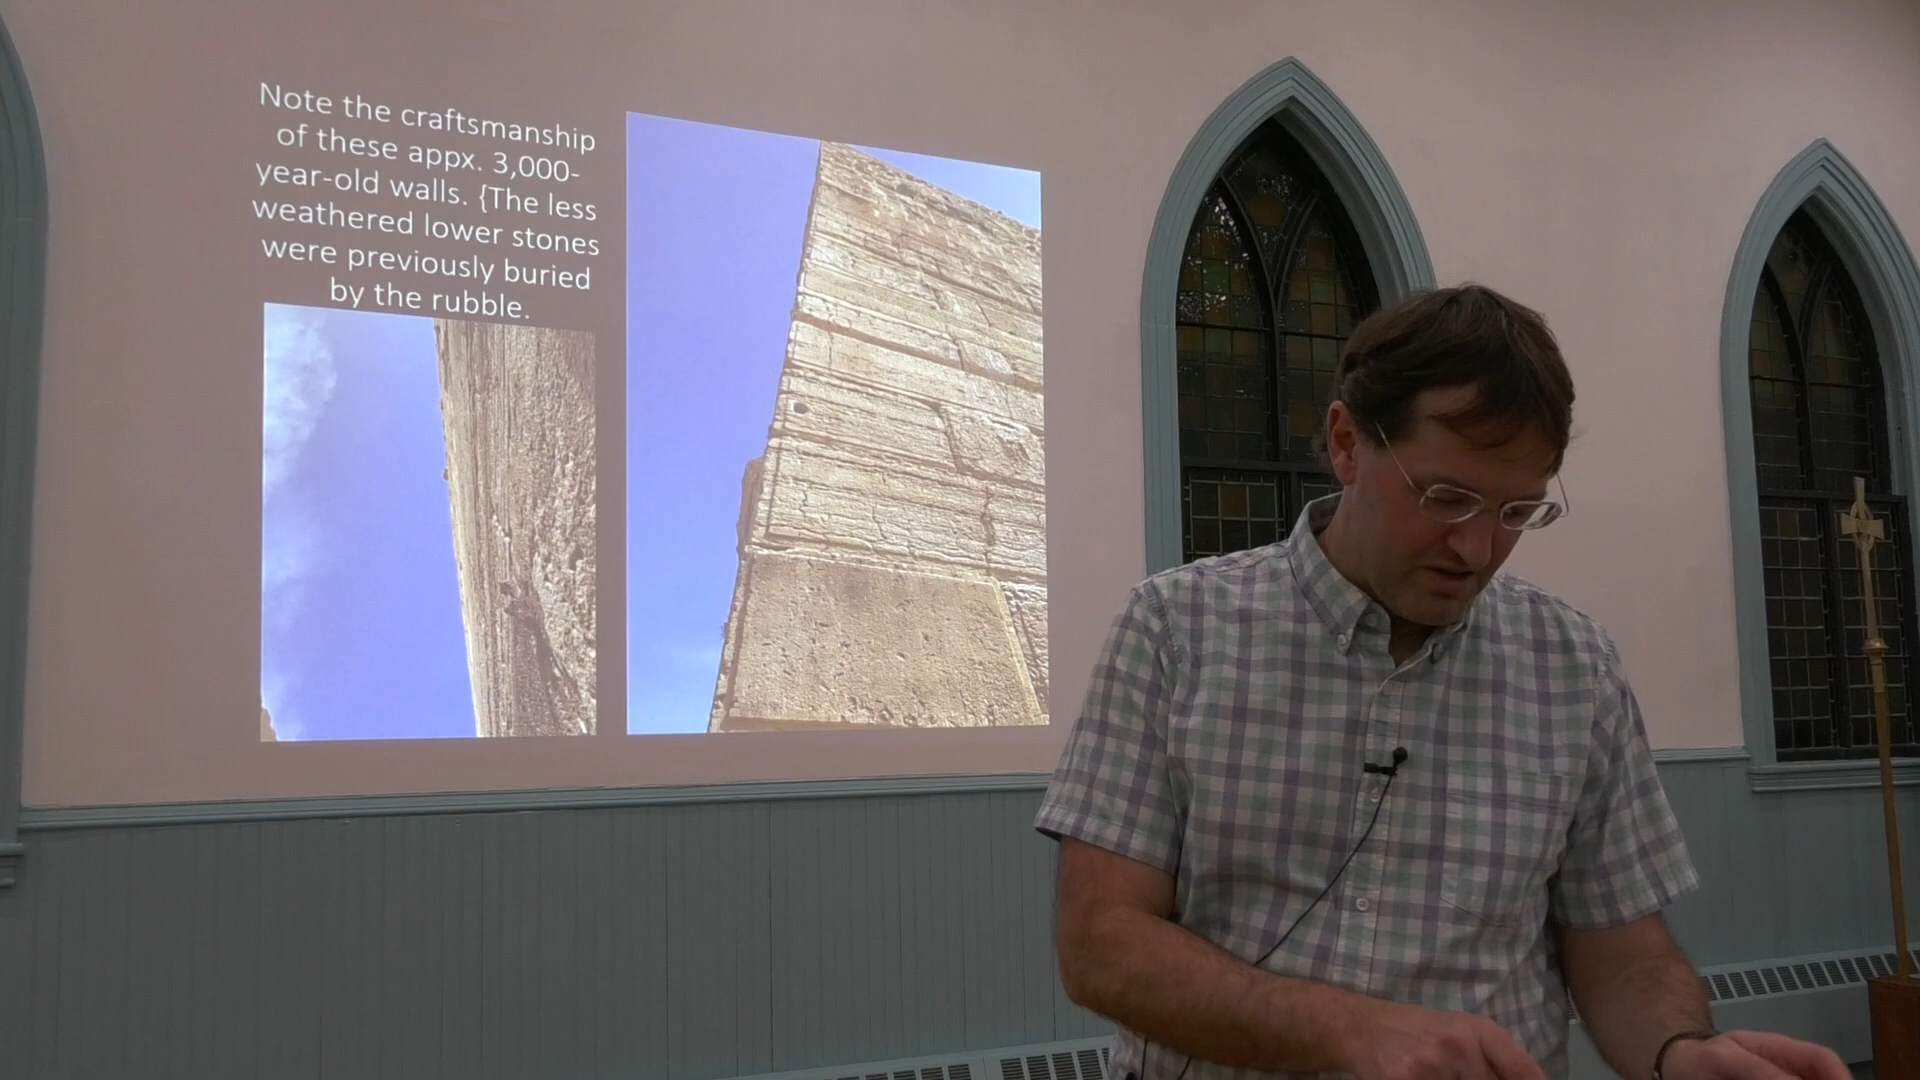 Note the craftsmanship
of these appx. 3,000-
year-old walls. {The less
weathered lower stones
were previously buried
by the rubble.